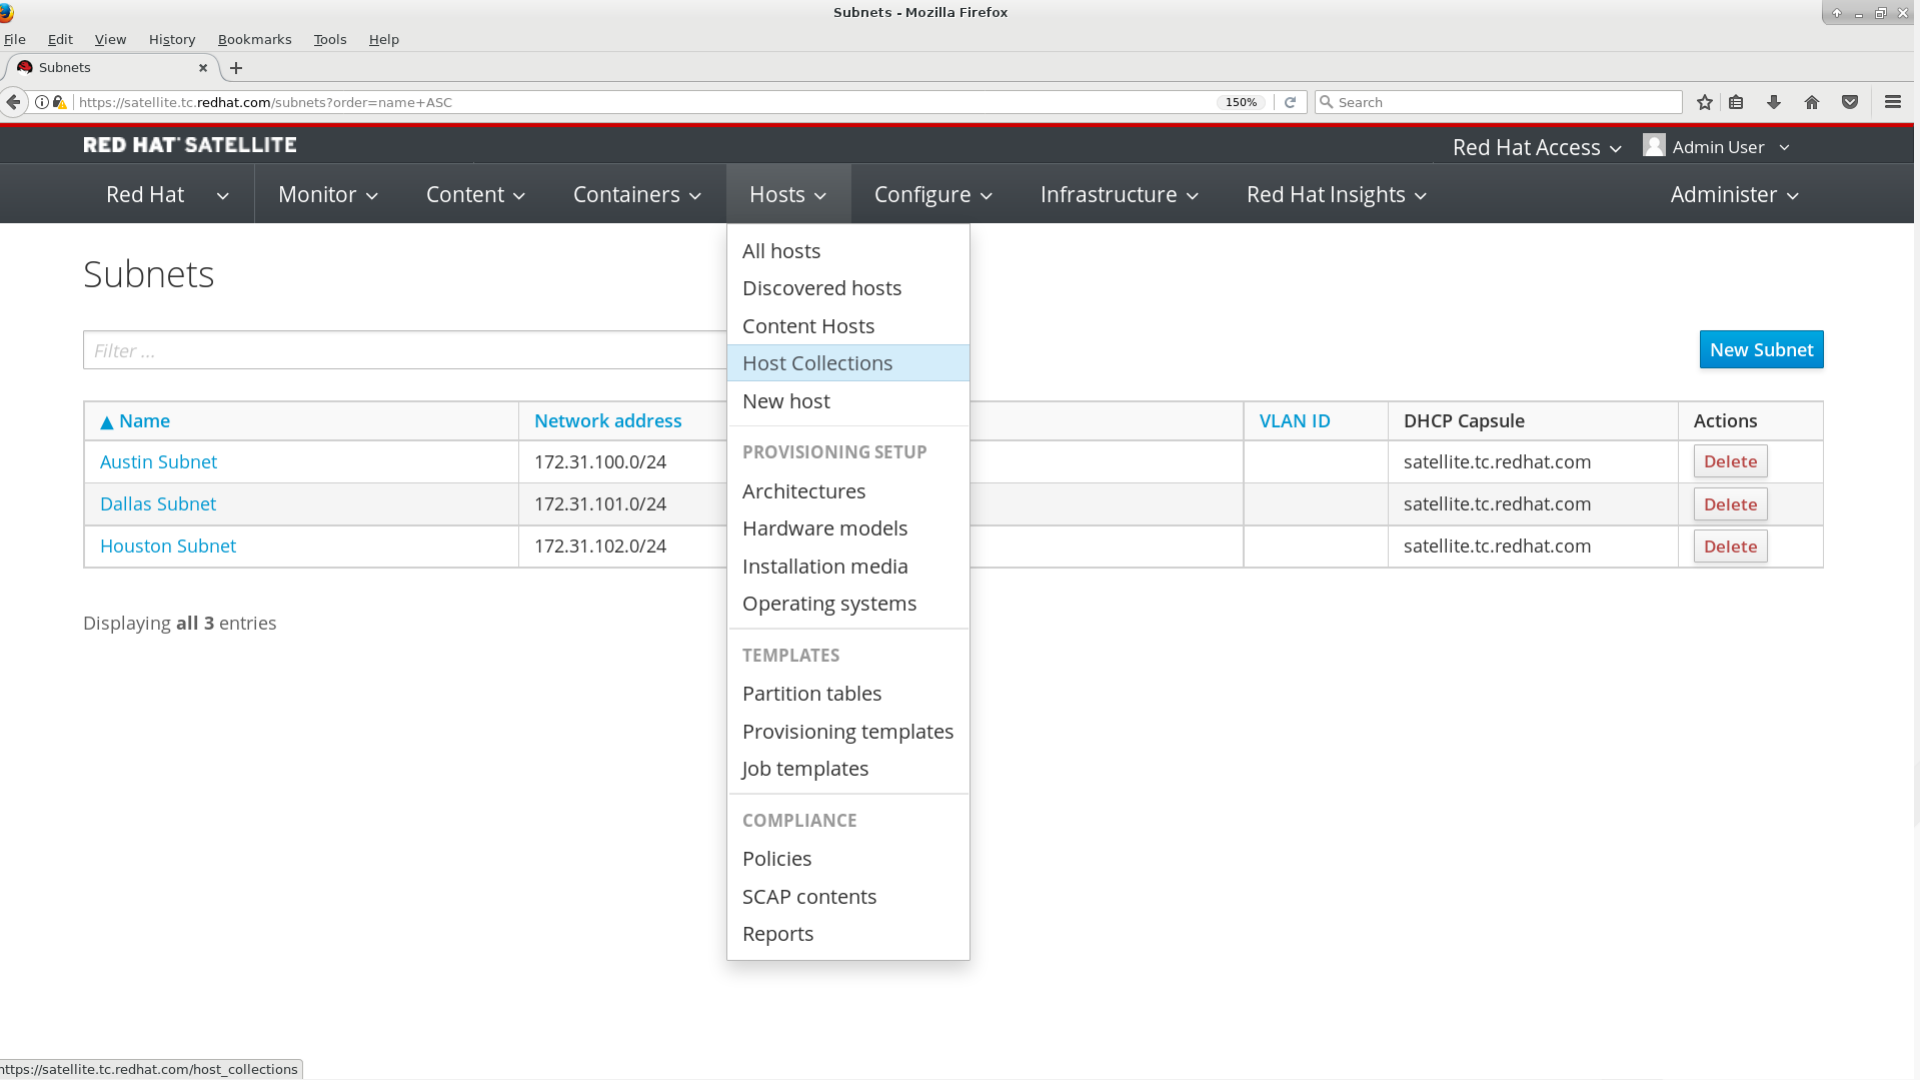 Subnets - Mozilla Firefox
File Edit View History Bookmarks Tools Help
Subnets
https://satellite.tc.redhat.com/subnets?order=name+ASC 150% Search
RED HAT SATELLITE Red Hat Access Admin User
Red Hat Monitor Content Containers Hosts Configure Infrastructure Red Hat Insights Administer
Subnets
Filter ...
New Subnet
Name Network address VLAN ID DHCP Capsule Actions
Austin Subnet 172.31.100.0/24 satellite.tc.redhat.com Delete
Dallas Subnet 172.31.101.0/24 satellite.tc.redhat.com Delete
Houston Subnet 172.31.102.0/24 satellite.tc.redhat.com Delete
Displaying all 3 entries
All hosts
Discovered hosts
Content Hosts
Host Collections
New host
PROVISIONING SETUP
Architectures
Hardware models
Installation media
Operating systems
TEMPLATES
Partition tables
Provisioning templates
Job templates
COMPLIANCE
Policies
SCAP contents
Reports
https://satellite.tc.redhat.com/host_collections